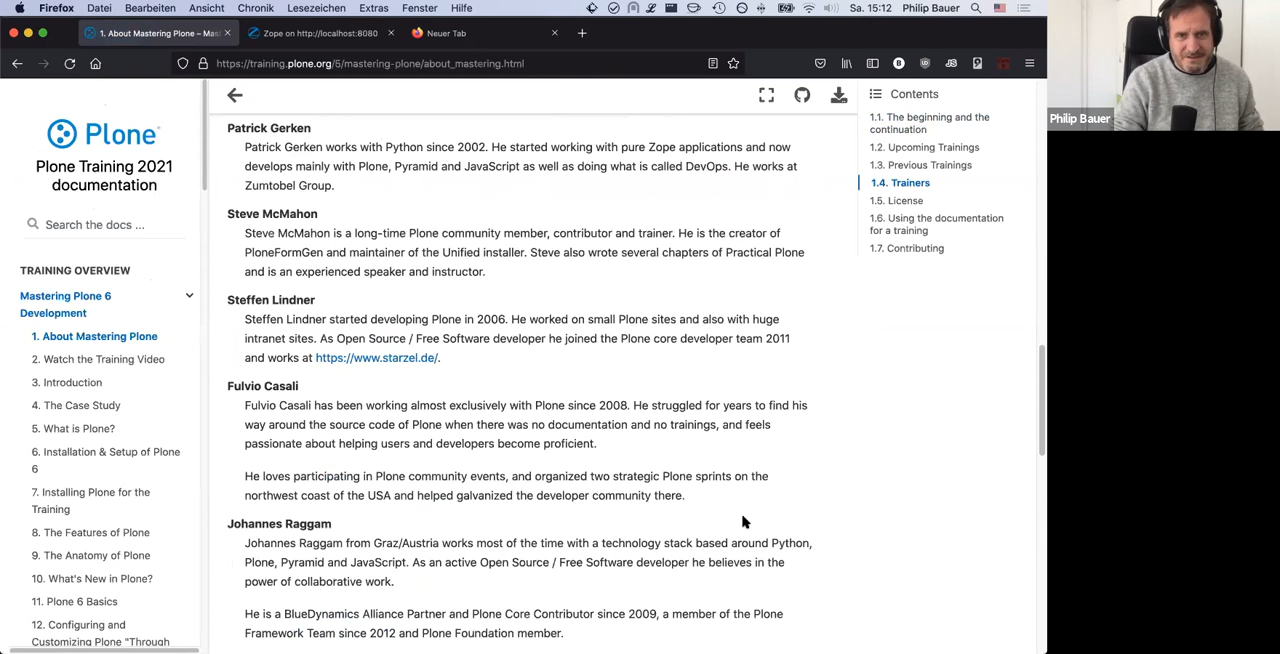 Firefox Datei Bearbeiten Ansicht Chronik Lesezeichen Extras Fenster Hilfe Sa. 15:12 Philip Bauer
1. About Mastering Plone – Mas
Zope on http://localhost:8080
Neuer Tab
https://training.plone.org/5/mastering-plone/about_mastering.html
Plone
Plone Training 2021
documentation
Search the docs ...
TRAINING OVERVIEW
Mastering Plone 6
Development
1. About Mastering Plone
2. Watch the Training Video
3. Introduction
4. The Case Study
5. What is Plone?
6. Installation & Setup of Plone
6
7. Installing Plone for the
Training
8. The Features of Plone
9. The Anatomy of Plone
10. What's New in Plone?
11. Plone 6 Basics
12. Configuring and
Customizing Plone "Through
Patrick Gerken
Patrick Gerken works with Python since 2002. He started working with pure Zope applications and now
develops mainly with Plone, Pyramid and JavaScript as well as doing what is called DevOps. He works at
Zumtobel Group.
Steve McMahon
Steve McMahon is a long-time Plone community member, contributor and trainer. He is the creator of
PloneFormGen and maintainer of the Unified installer. Steve also wrote several chapters of Practical Plone
and is an experienced speaker and instructor.
Steffen Lindner
Steffen Lindner started developing Plone in 2006. He worked on small Plone sites and also with huge
intranet sites. As Open Source / Free Software developer he joined the Plone core developer team 2011
and works at https://www.starzel.de/.
Fulvio Casali
Fulvio Casali has been working almost exclusively with Plone since 2008. He struggled for years to find his
way around the source code of Plone when there was no documentation and no trainings, and feels
passionate about helping users and developers become proficient.
He loves participating in Plone community events, and organized two strategic Plone sprints on the
northwest coast of the USA and helped galvanized the developer community there.
Johannes Raggam
Johannes Raggam from Graz/Austria works most of the time with a technology stack based around Python,
Plone, Pyramid and JavaScript. As an active Open Source / Free Software developer he believes in the
power of collaborative work.
He is a BlueDynamics Alliance Partner and Plone Core Contributor since 2009, a member of the Plone
Framework Team since 2012 and Plone Foundation member.
Contents
1.1. The beginning and the
continuation
1.2. Upcoming Trainings
1.3. Previous Trainings
1.4. Trainers
1.5. License
1.6. Using the documentation
for a training
1.7. Contributing
Philip Bauer